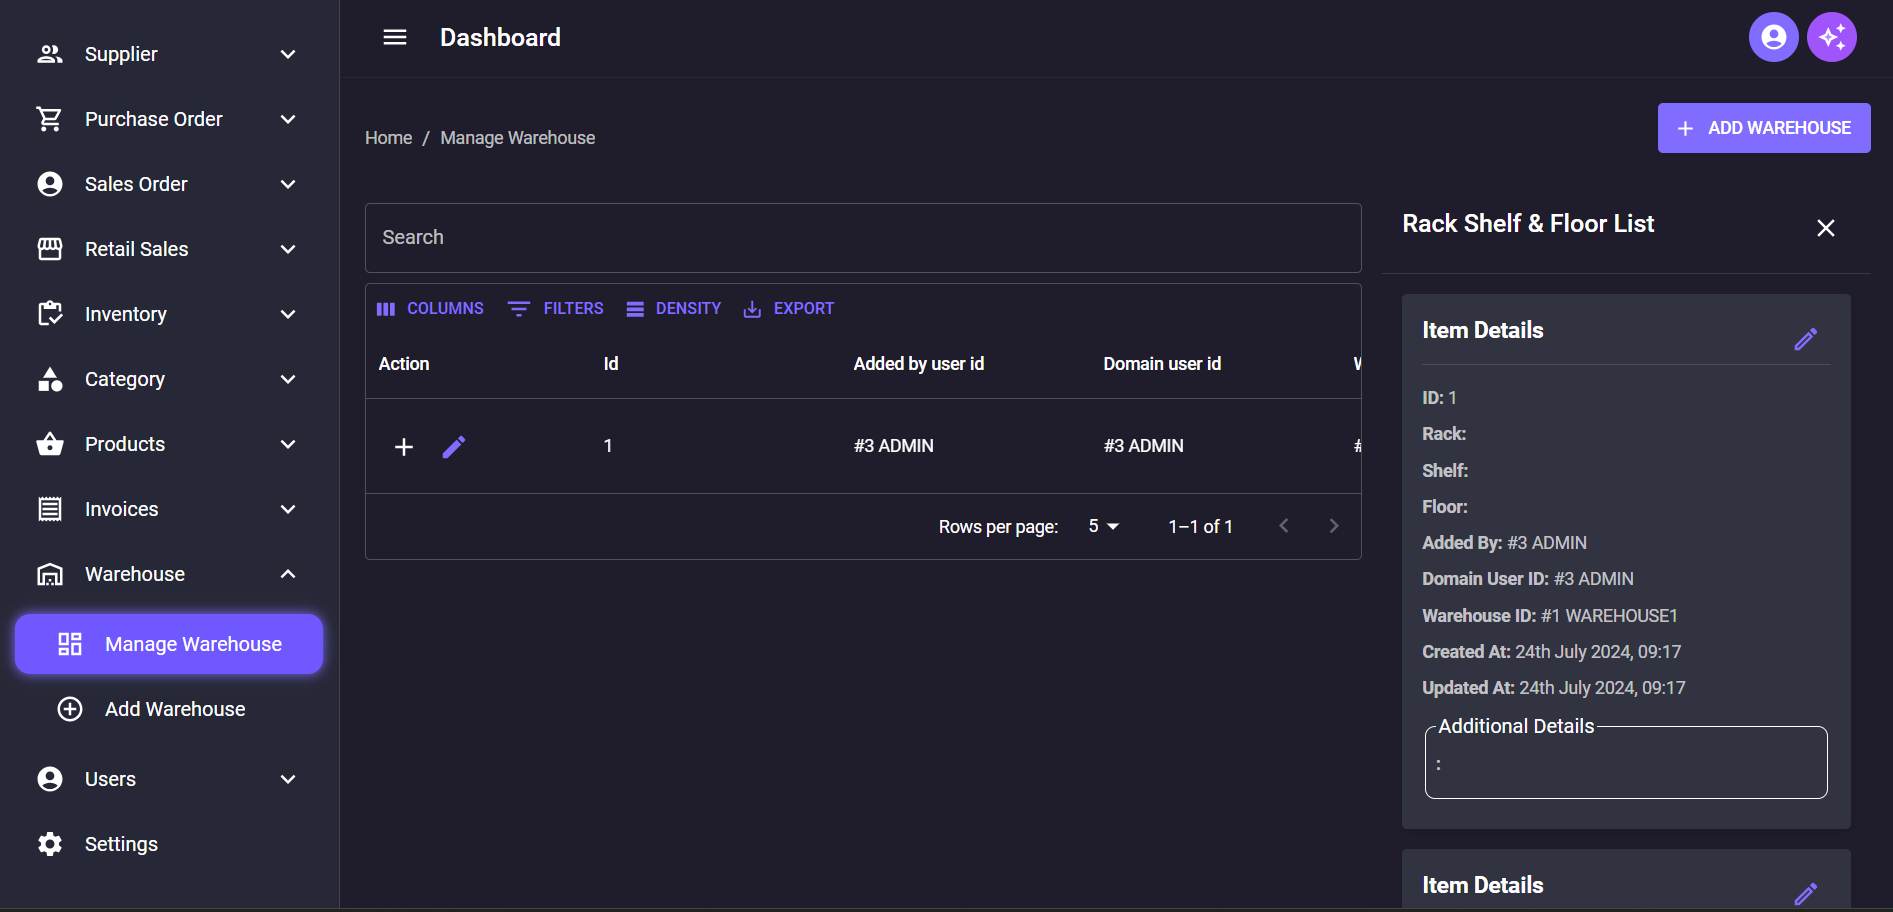 Supplier
Purchase Order
Sales Order
Retail Sales
Inventory
Category
Products
Invoices
Warehouse
Manage Warehouse
Add Warehouse
Users
Settings
Dashboard
Home / Manage Warehouse
ADD WAREHOUSE
Search
COLUMNS FILTERS DENSITY EXPORT
Action Id Added by user id Domain user id
1 #3 ADMIN #3 ADMIN #
Rows per page: 5 1–1 of 1
Rack Shelf & Floor List
Item Details
ID: 1
Rack:
Shelf:
Floor:
Added By: #3 ADMIN
Domain User ID: #3 ADMIN
Warehouse ID: #1 WAREHOUSE1
Created At: 24th July 2024, 09:17
Updated At: 24th July 2024, 09:17
Additional Details
:
Item Details